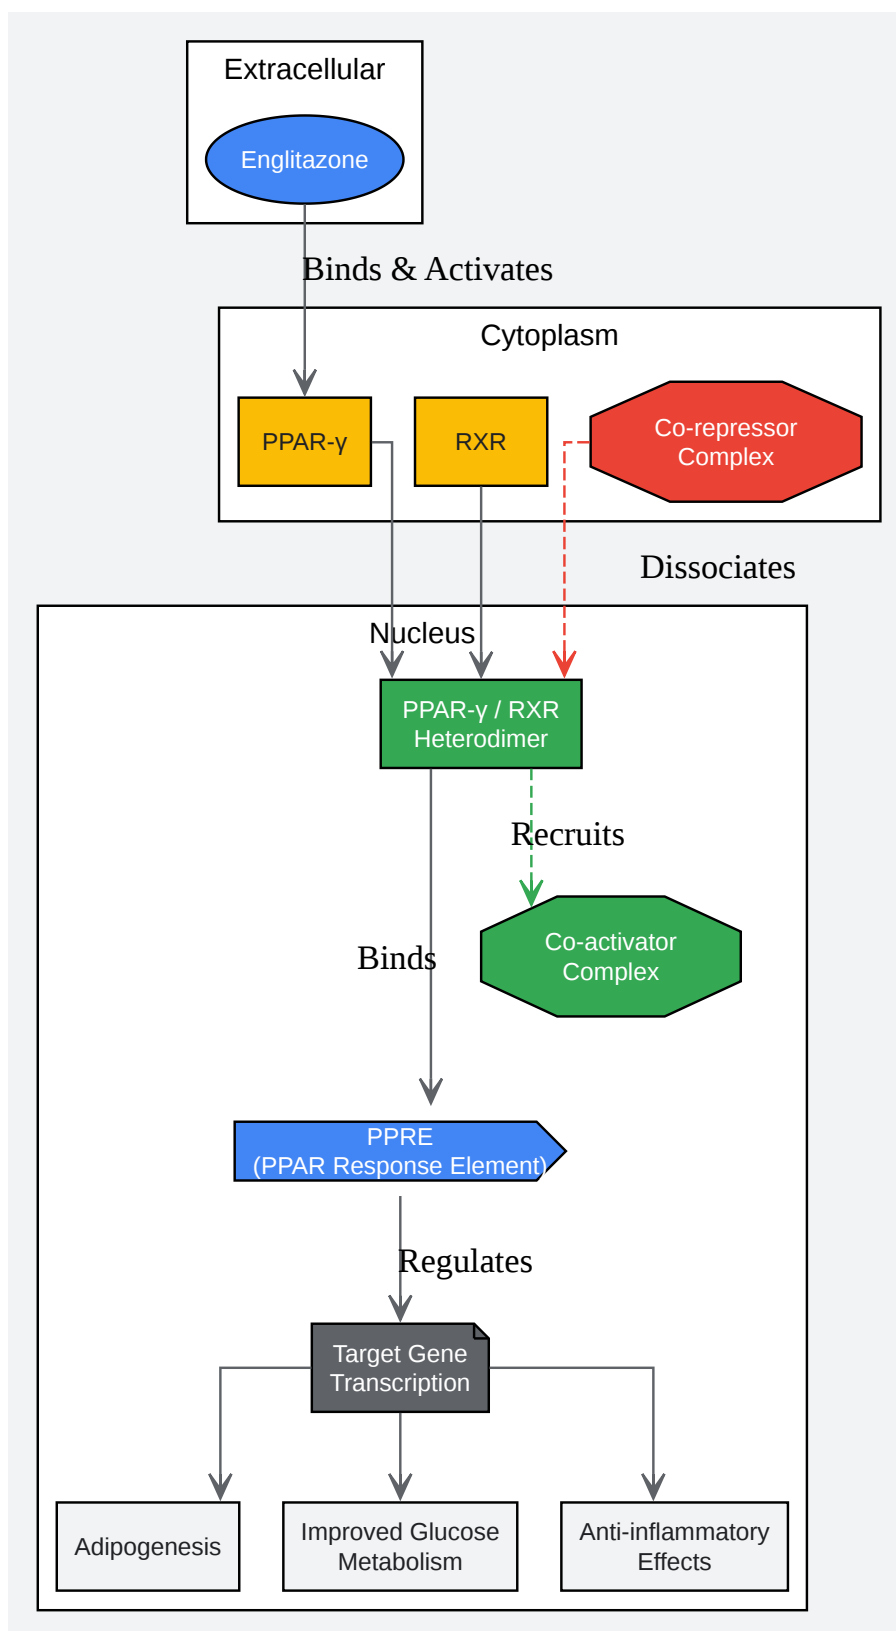 Extracellular
Englitazone
Binds & Activates
Cytoplasm
PPAR-γ
RXR
Co-repressor
Complex
Dissociates
Nucleus
PPAR-γ / RXR
Heterodimer
Recruits
Co-activator
Complex
Binds
PPRE
(PPAR Response Element)
Regulates
Target Gene
Transcription
Adipogenesis
Improved Glucose
Metabolism
Anti-inflammatory
Effects